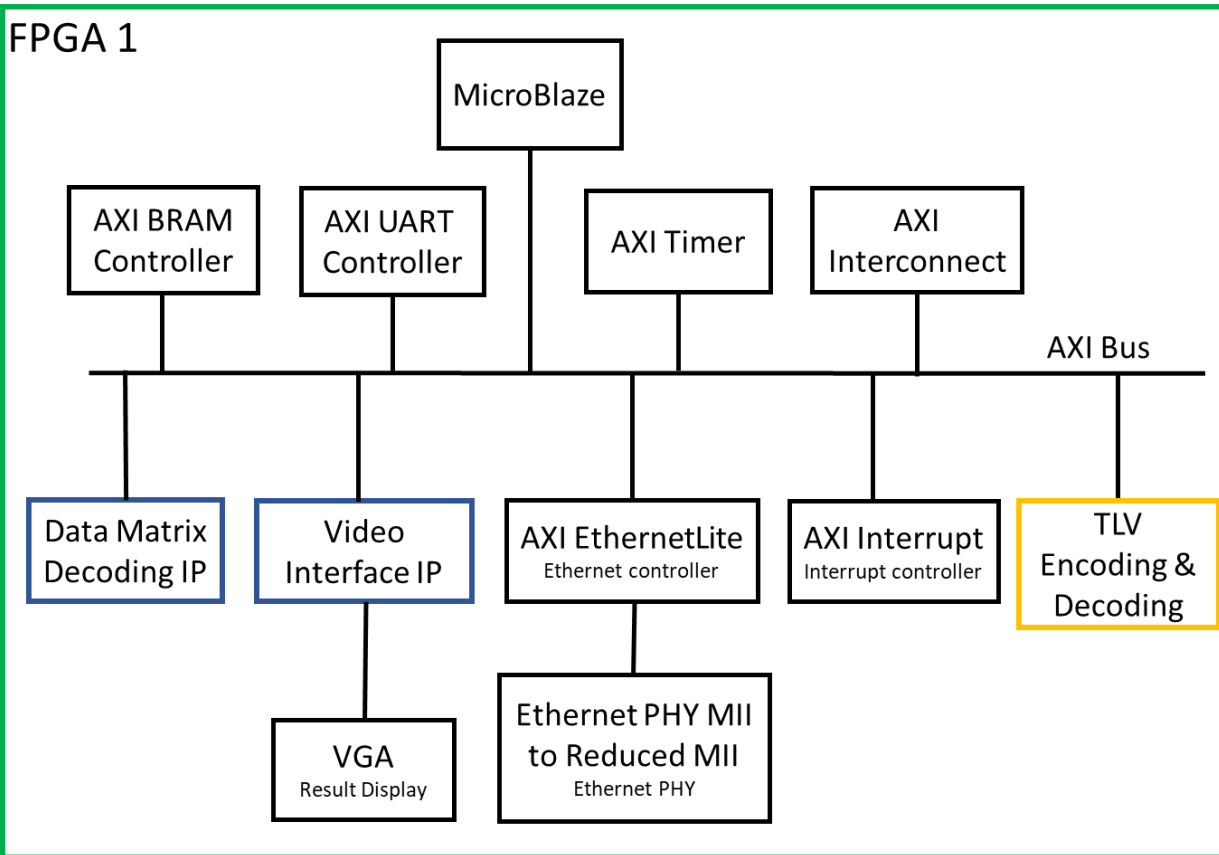 FPGA 1
MicroBlaze
AXI BRAM
Controller
AXI UART
Controller
AXI Timer
AXI
Interconnect
AXI Bus
Data Matrix
Decoding IP
Video
Interface IP
AXI EthernetLite
Ethernet controller
AXI Interrupt
Interrupt controller
TLV
Encoding &
Decoding
VGA
Result Display
Ethernet PHY MII
to Reduced MII
Ethernet PHY